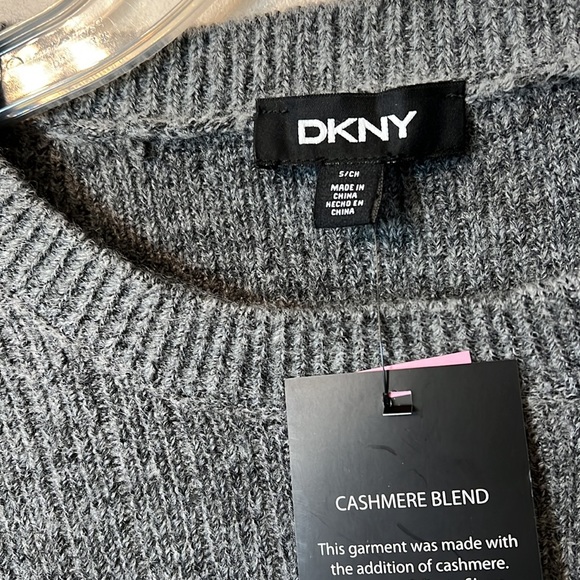 DKNY
S/CH
MADE IN
CHINA
HECHO EN
CHINA
CASHMERE BLEND
This garment was made with
the addition of cashmere.